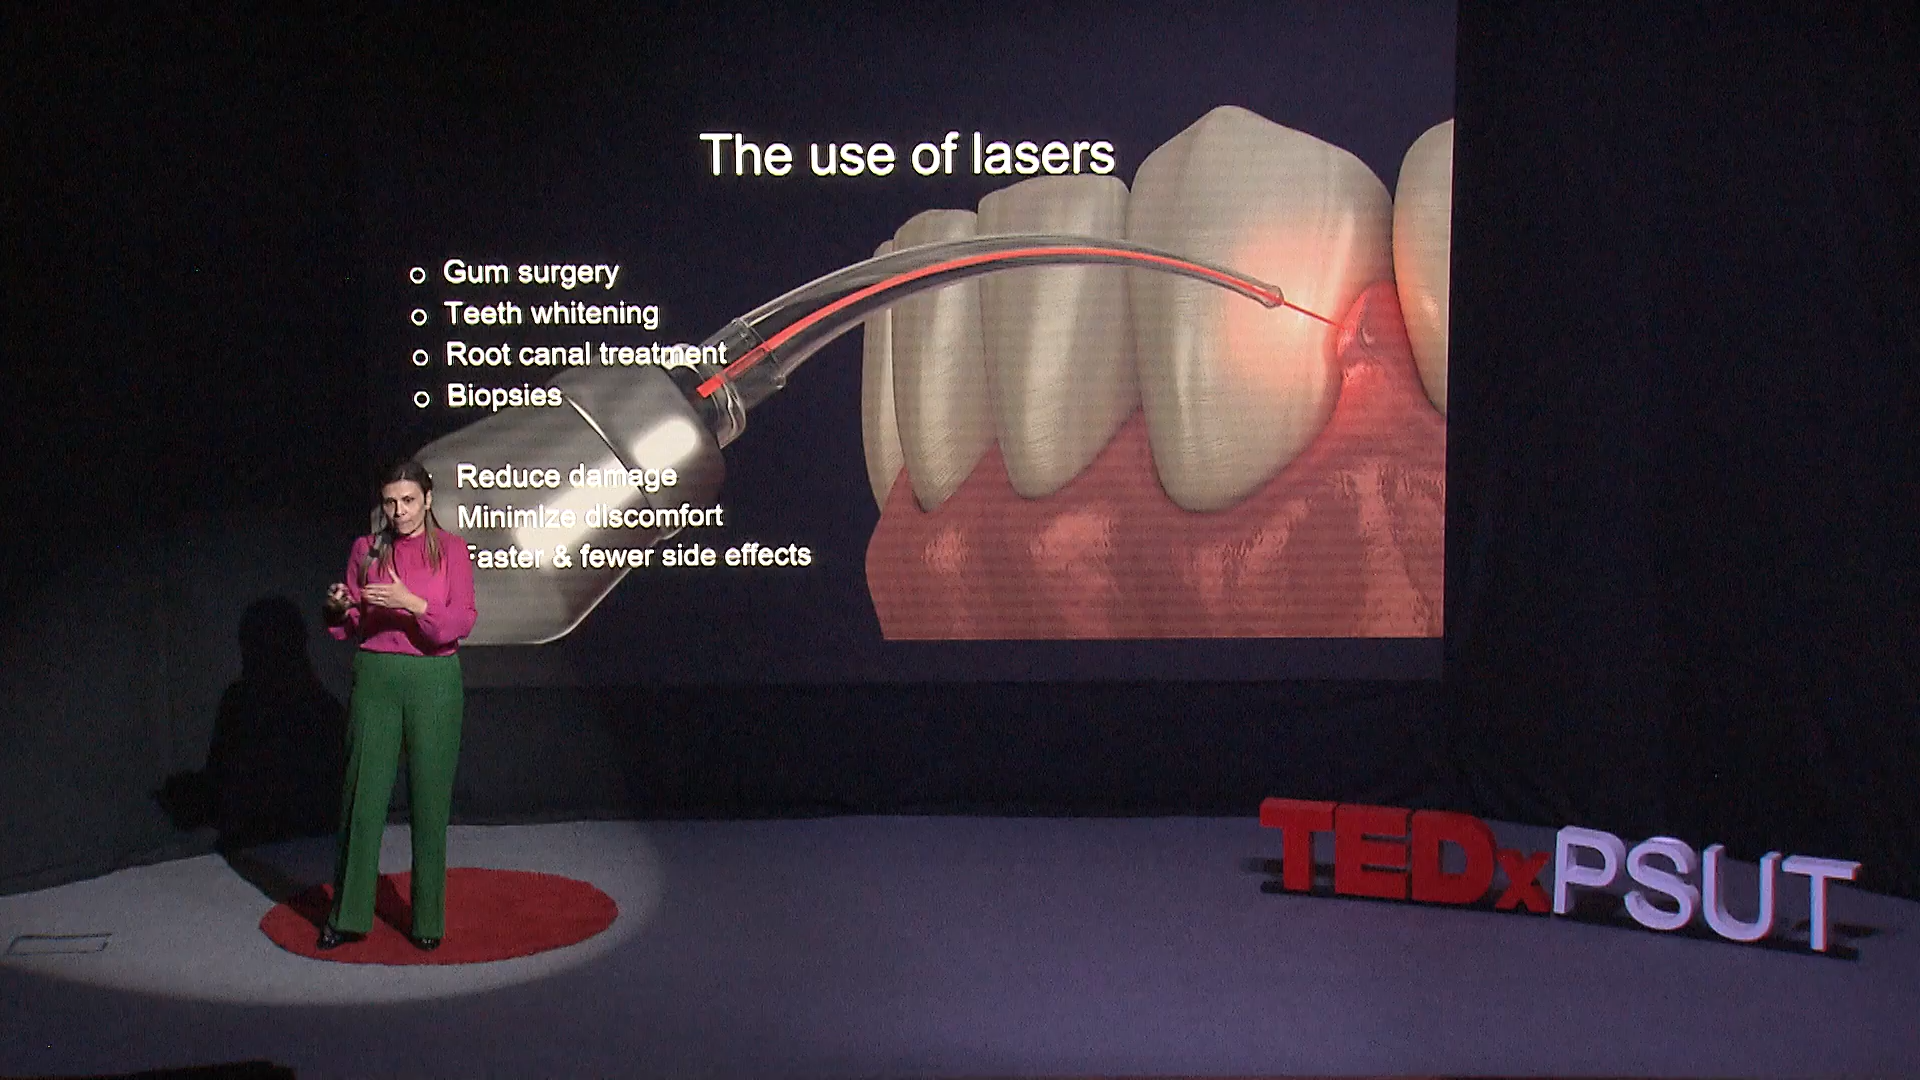 The use of lasers
Gum surgery
Teeth whitening
Root canal treatment
Biopsies
Reduce damage
Minimize discomfort
Faster & fewer side effects
TEDxPSUT